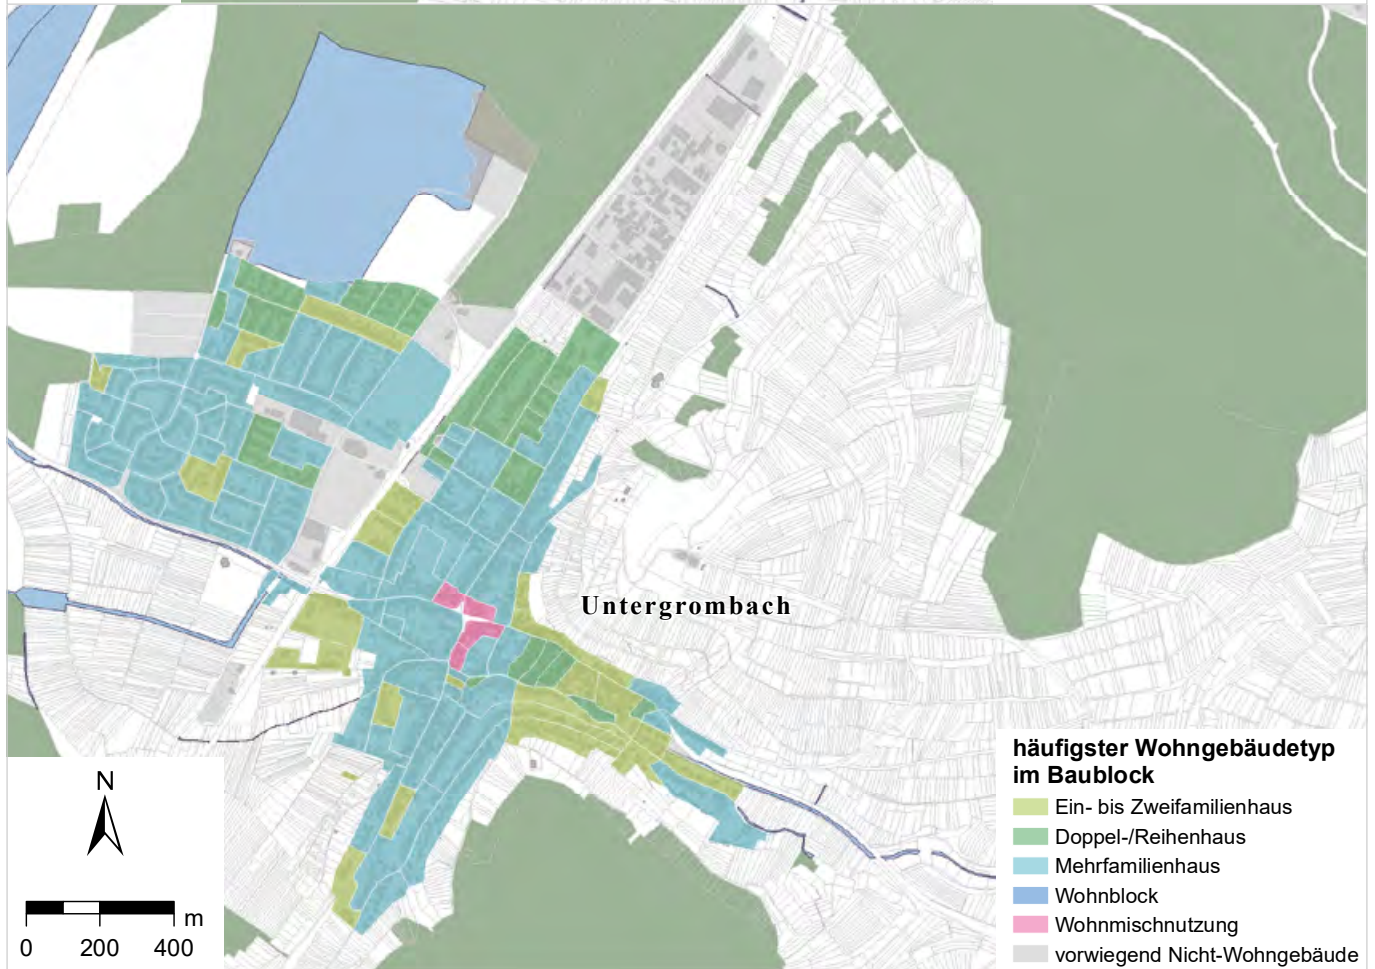 Untergrombach
häufigster Wohngebäudetyp
im Baublock
Ein- bis Zweifamilienhaus
Doppel-/Reihenhaus
Mehrfamilienhaus
Wohnblock
Wohnmischnutzung
vorwiegend Nicht-Wohngebäude
N
m
0 200 400